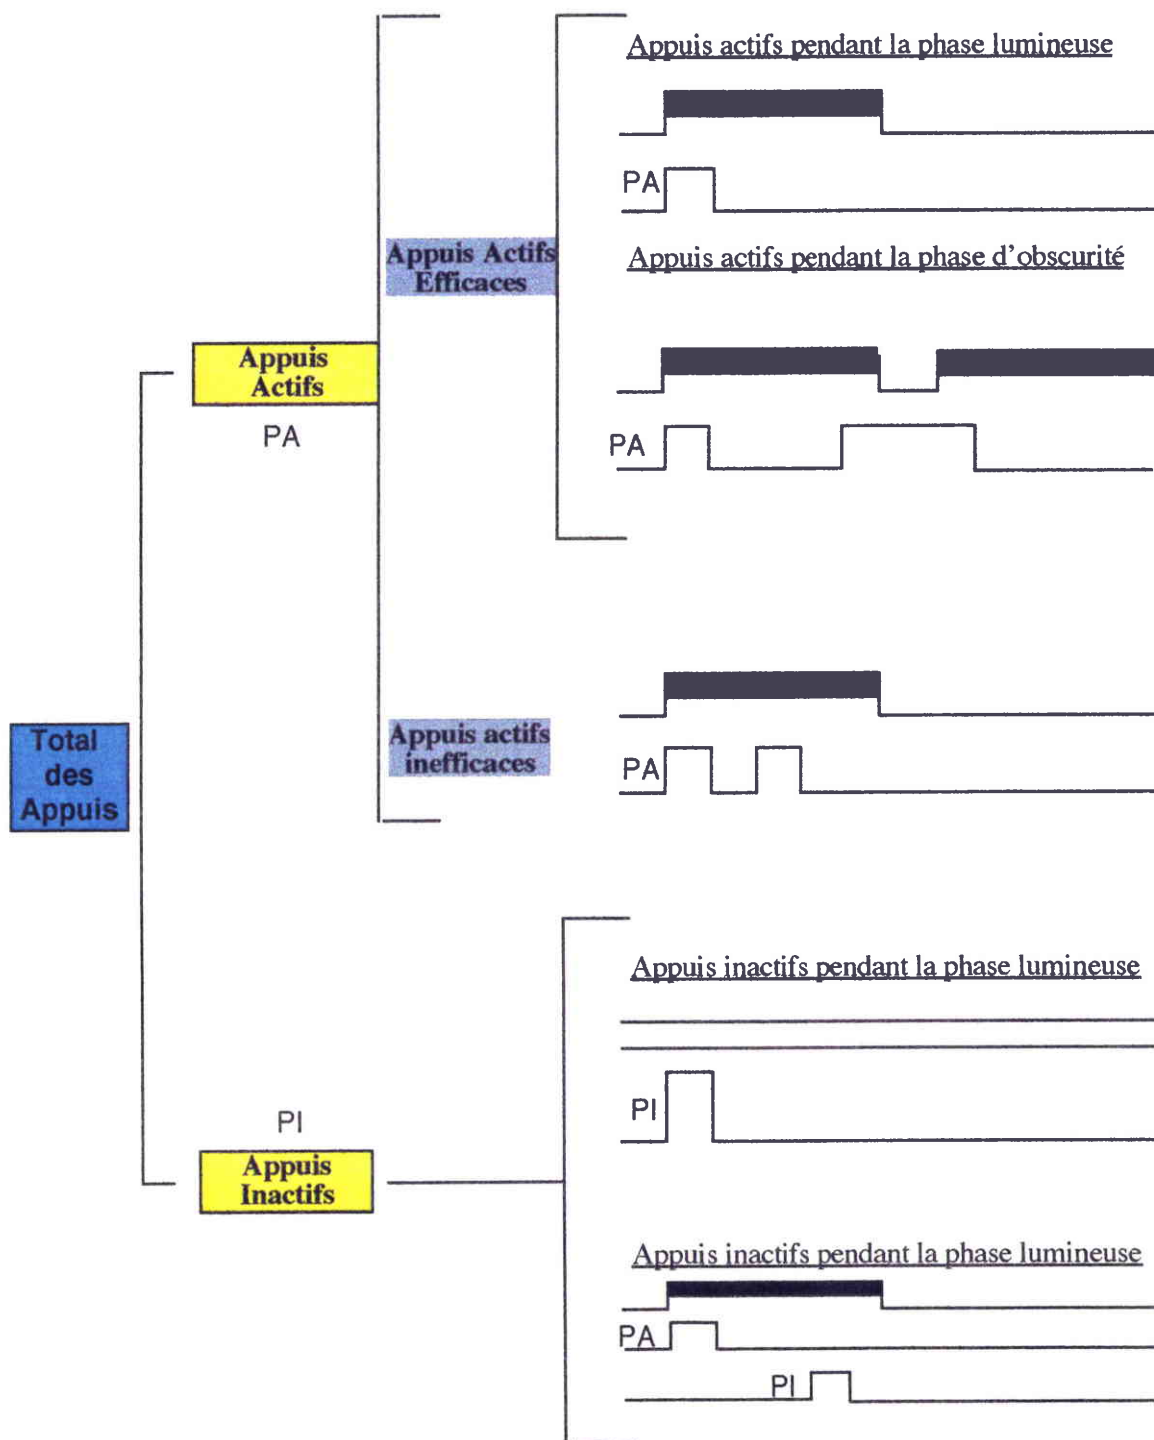 Appuis actifs pendant la phase lumineuse
PA
Appuis Actifs
Efficaces
Appuis actifs pendant la phase d'obscurité
Appuis
Actifs
PA
PA
Total
des
Appuis
Appuis actifs
inefficaces
PA
Appuis inactifs pendant la phase lumineuse
PI
PI
Appuis
Inactifs
Appuis inactifs pendant la phase lumineuse
PA
PI